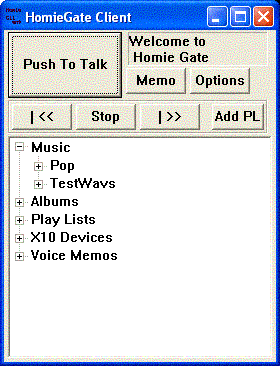 HomieGate Client
Push To Talk
Welcome to
Homie Gate
Memo
Options
|<<
Stop
|>>
Add PL
Music
Pop
TestWavs
Albums
Play Lists
X10 Devices
Voice Memos